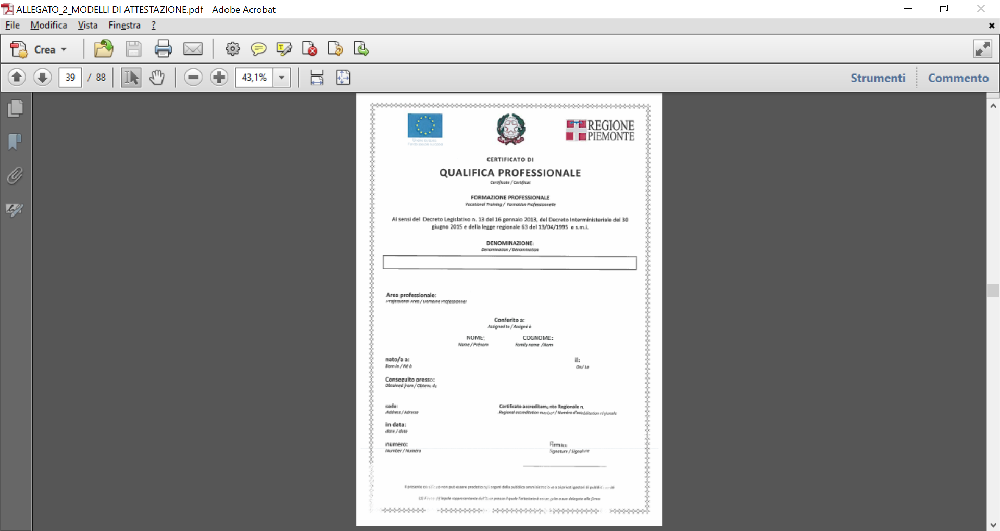 ALLEGATO_2_MODELLI DI ATTESTAZIONE.pdf - Adobe Acrobat
File Modifica Vista Finestra ?
Crea
39 / 88 43,1% Strumenti Commento
Unione europea
Fondo sociale europeo
REGIONE
PIEMONTE
CERTIFICATO DI
QUALIFICA PROFESSIONALE
Certificate / Certificat
FORMAZIONE PROFESSIONALE
Vocational Training / Formation Professionnelle
Ai sensi del Decreto Legislativo n. 13 del 16 gennaio 2013, del Decreto Interministeriale del 30
giugno 2015 e della legge regionale 63 del 13/04/1995 e s.m.i.
DENOMINAZIONE:
Denomination / Dénomination
Area professionale:
Professional Area / Domaine Professionnel
Conferito a:
Assigned to / Assigné à
NOME: COGNOME:
Name / Prénom Family name /Nom
nato/a a: il:
Born in / Né à On/ Le
Conseguito presso:
Obtained from / Obtenu de
sede: Certificato accreditamento Regionale n.
Address / Adresse Regional accreditation number / Numéro d'accréditation régionale
in data:
date / date
numero: Firma
Number / Numéro Signature / Signature
Il presente certificato non può essere prodotto agli organi della pubblica amministrazione o ai privati gestori di pubblici servizi
(1) Firma del legale rappresentante dell' presso il quale l'attestato è conseguito o suo delegato alla firma